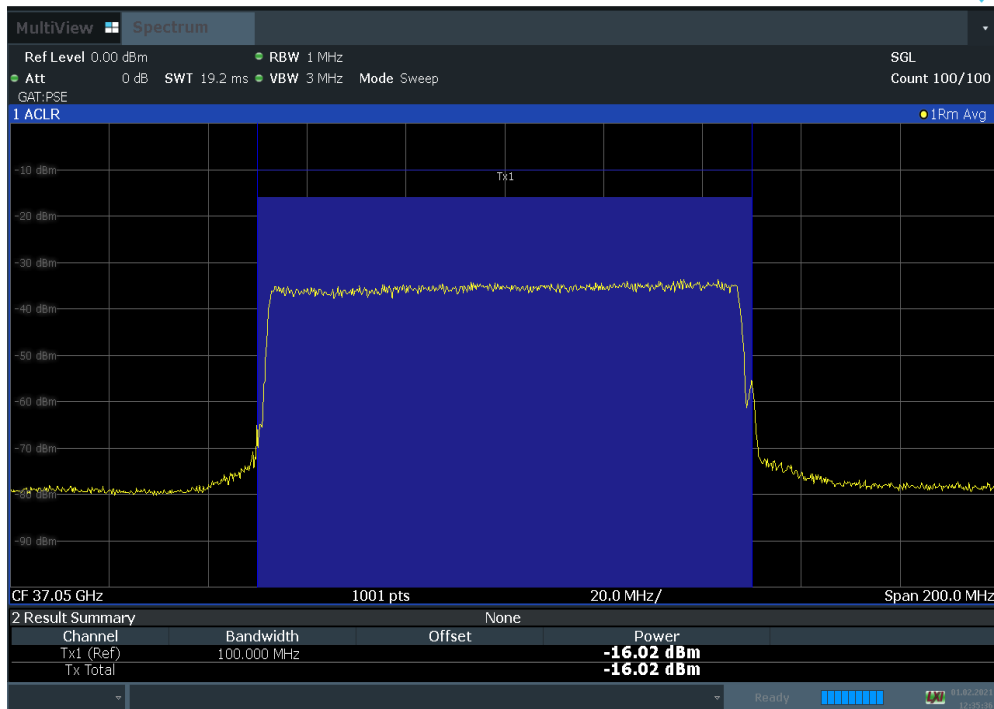 MultiView Spectrum
Ref Level 0.00 dBm RBW 1 MHz SGL
Att 0 dB SWT 19.2 ms VBW 3 MHz Mode Sweep Count 100/100
GAT:PSE
1 ACLR 1Rm Avg
-10 dBm
Tx1
-20 dBm
-30 dBm
-40 dBm
-50 dBm
-60 dBm
-70 dBm
-80 dBm
-90 dBm
CF 37.05 GHz 1001 pts 20.0 MHz/ Span 200.0 MHz
2 Result Summary None
Channel Bandwidth Offset Power
Tx1 (Ref) 100.000 MHz -16.02 dBm
Tx Total -16.02 dBm
Ready 01.02.2021